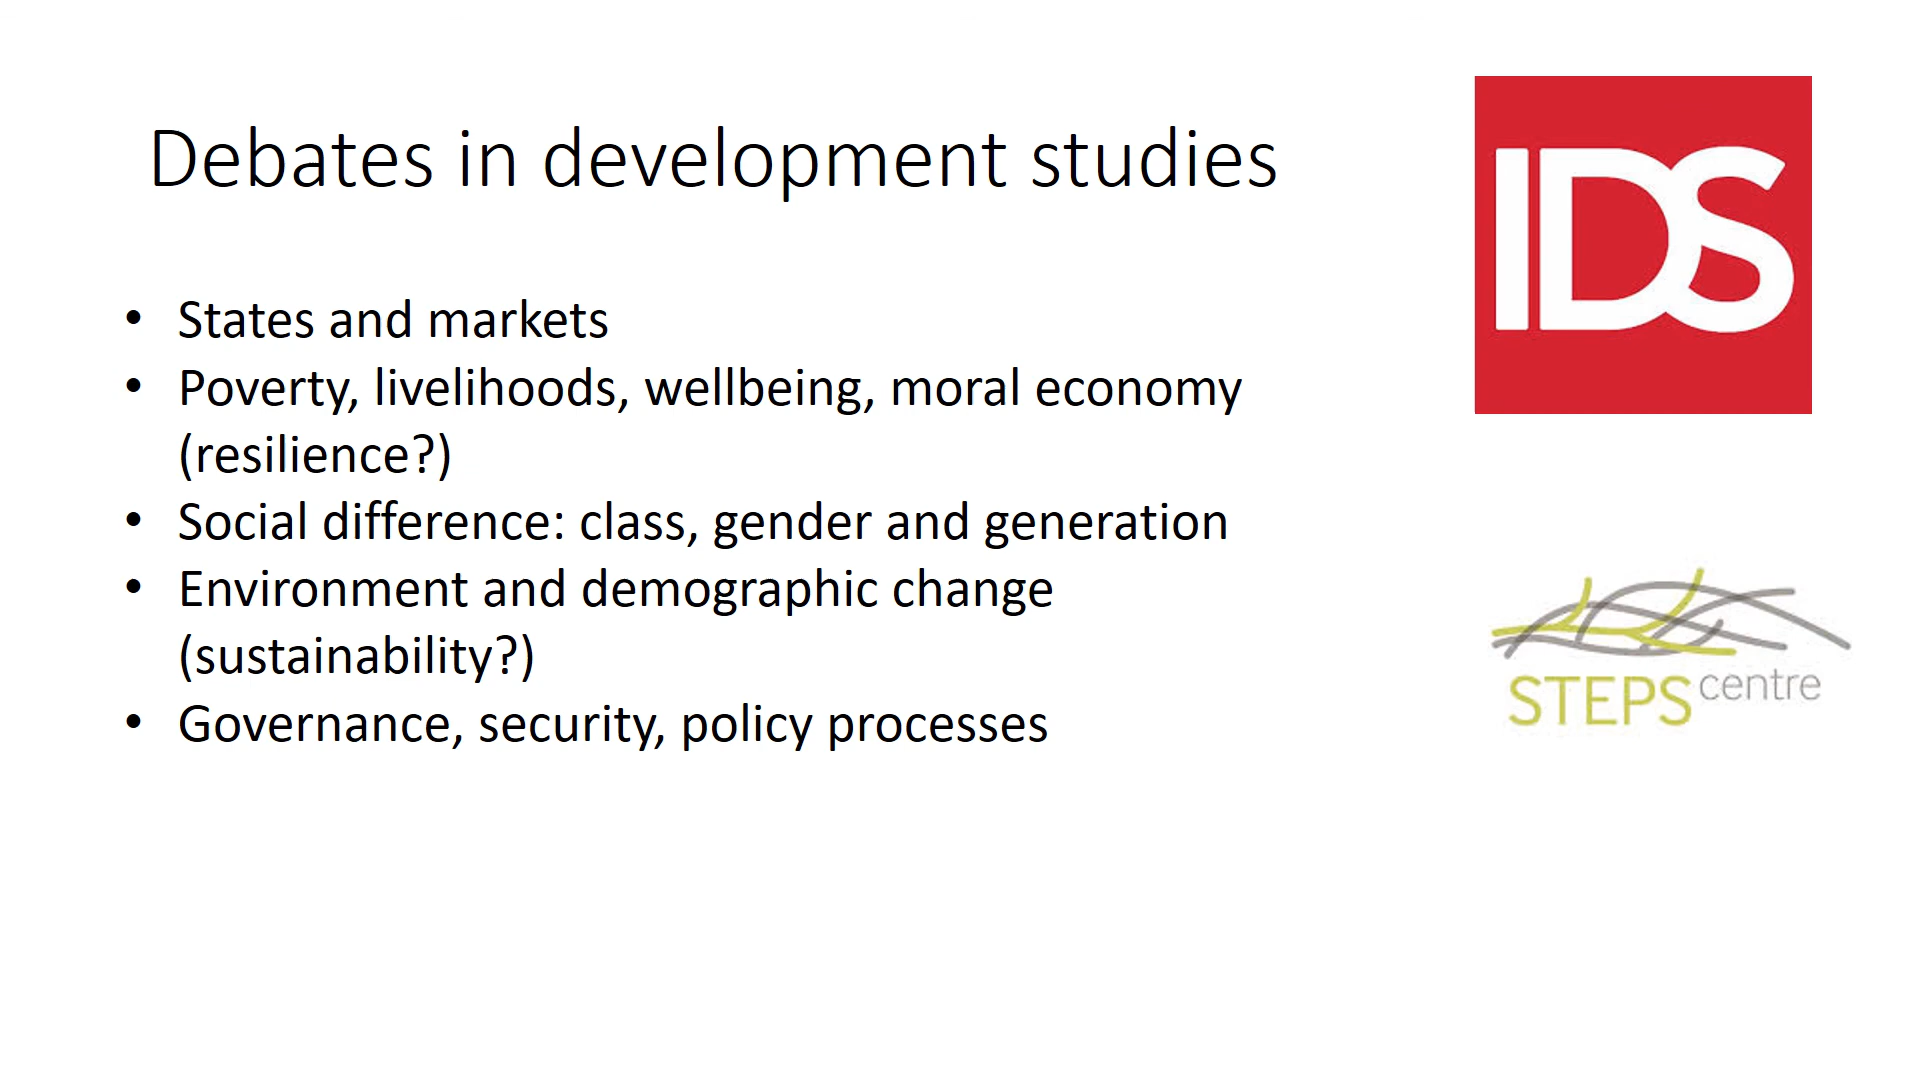 Debates in development studies
• States and markets
• Poverty, livelihoods, wellbeing, moral economy
(resilience?)
• Social difference: class, gender and generation
• Environment and demographic change
(sustainability?)
• Governance, security, policy processes
IDS
STEPS centre